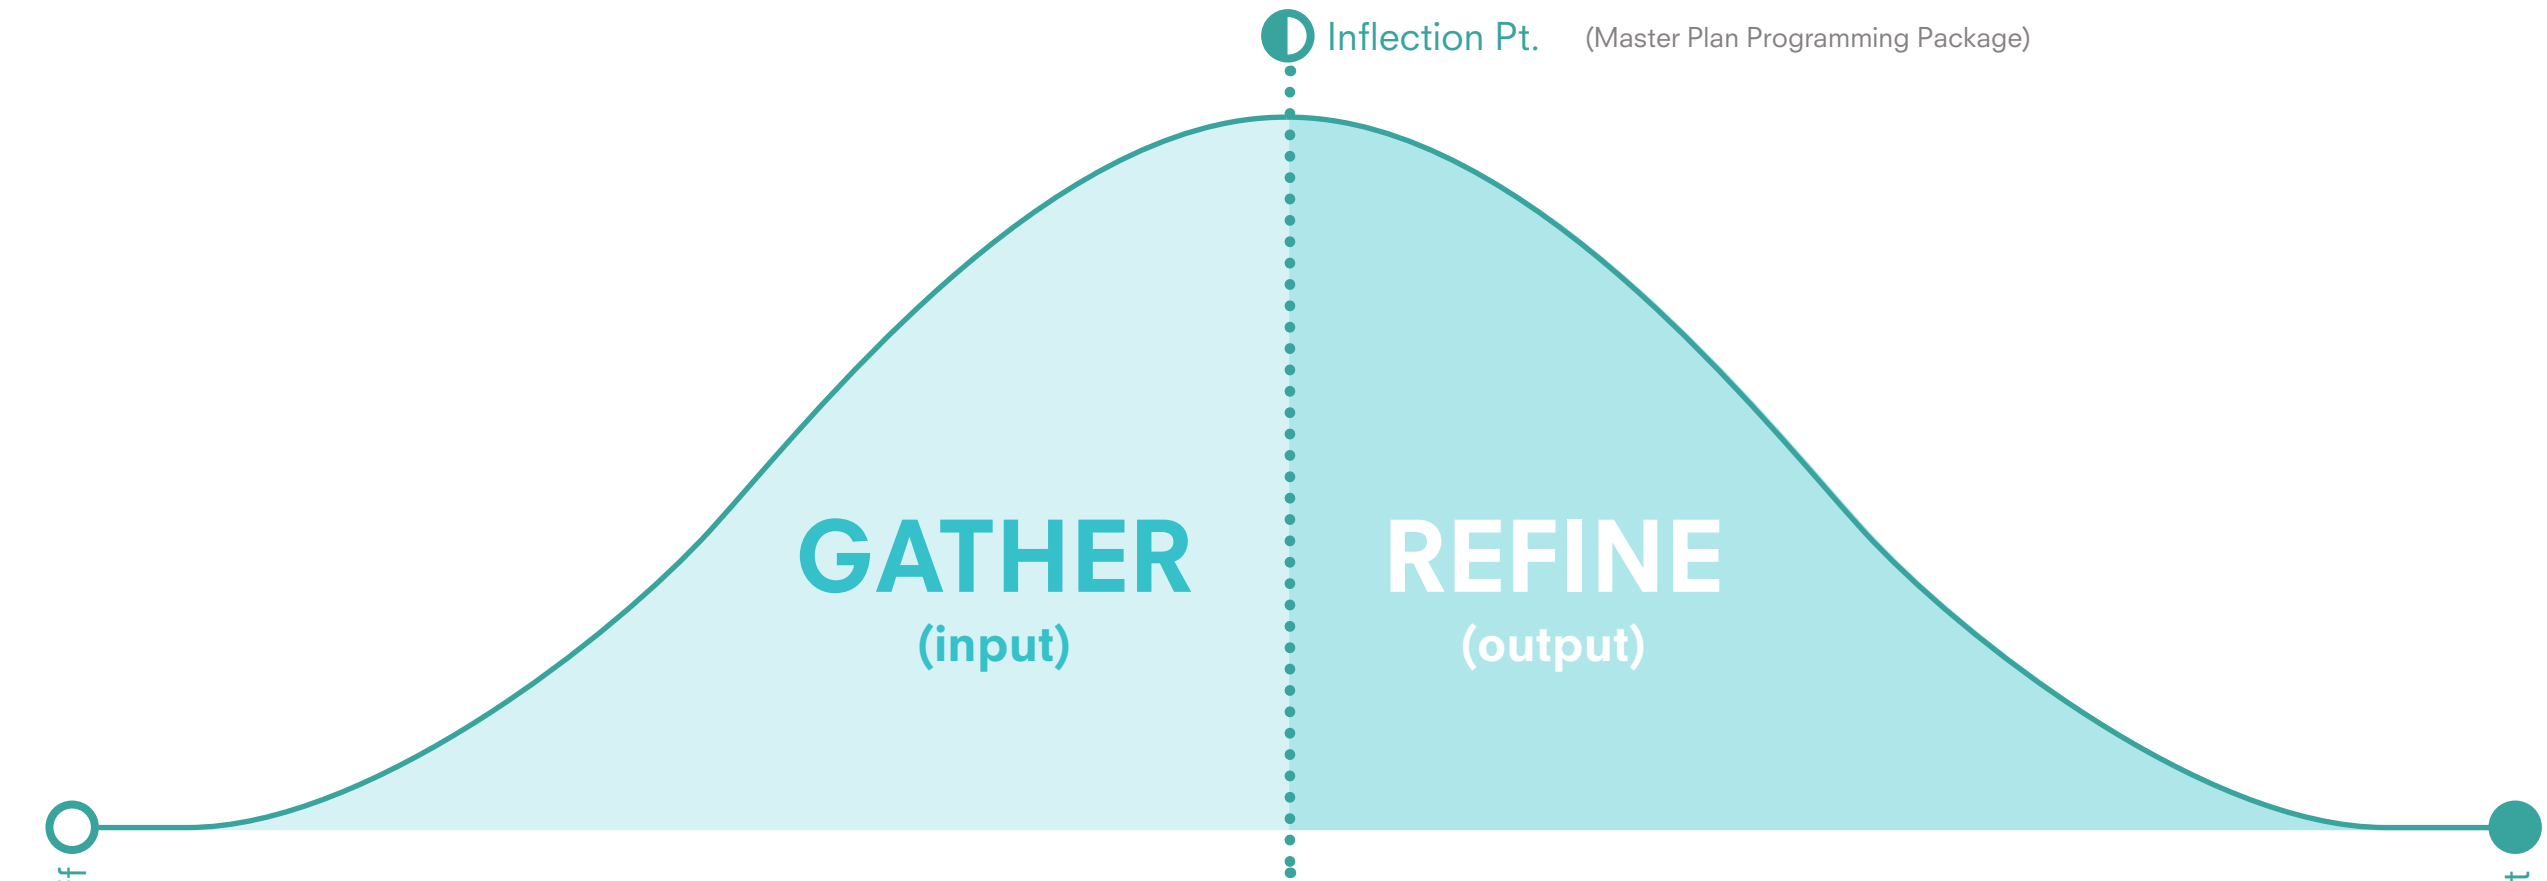 Inflection Pt. (Master Plan Programming Package)
GATHER
(input)
REFINE
(output)